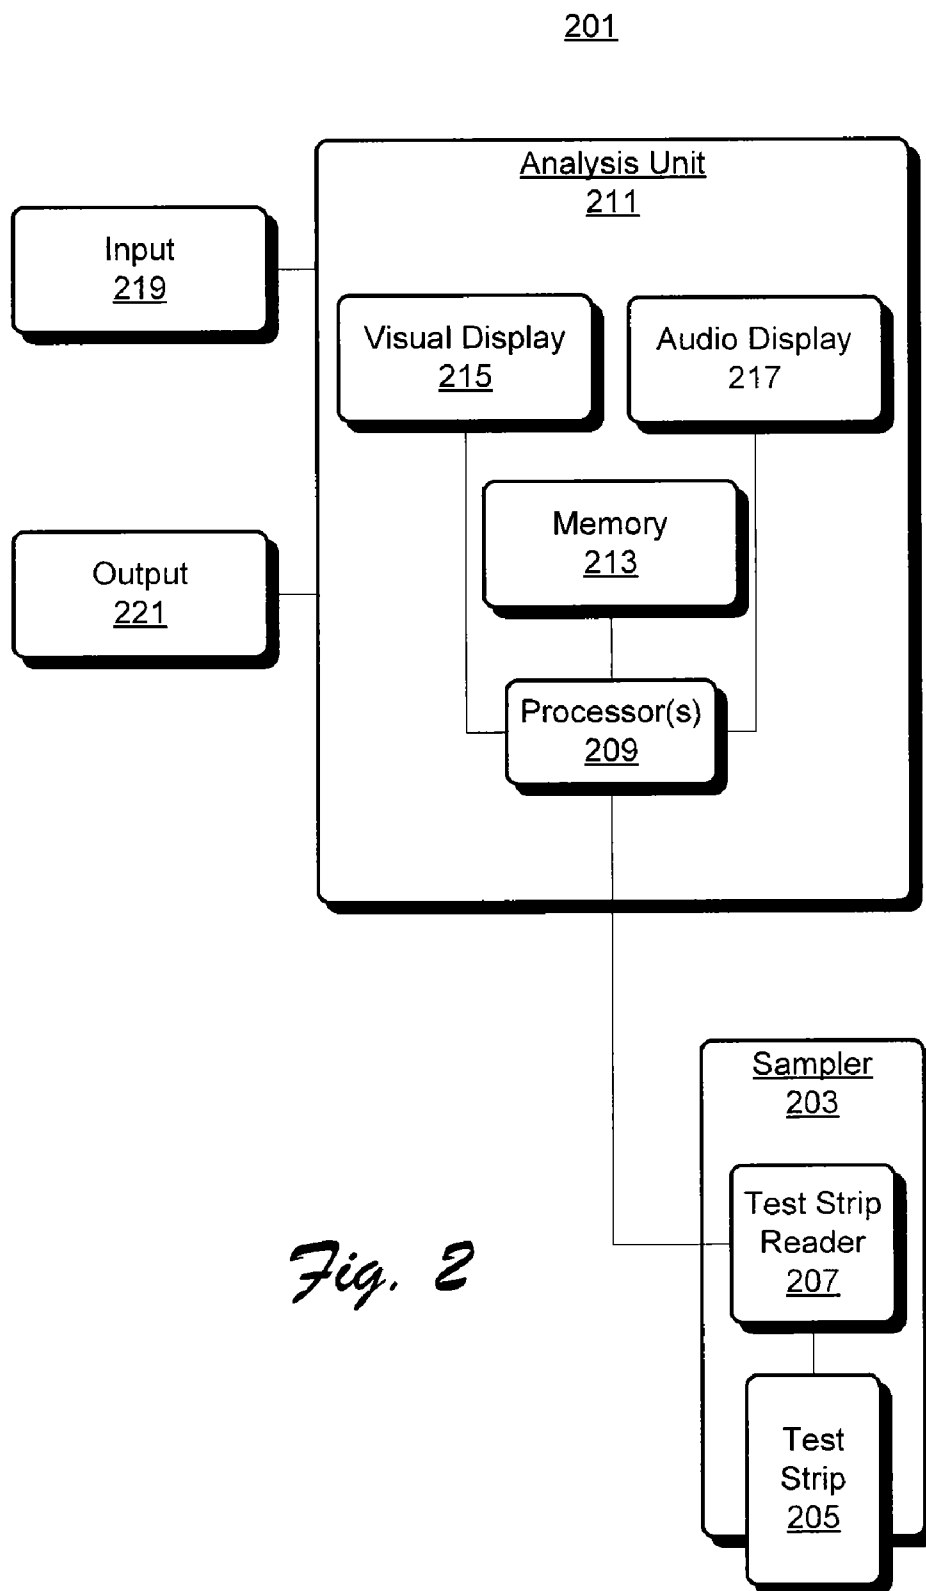 201
Analysis Unit
211
Input
219
Visual Display
215
Audio Display
217
Memory
213
Output
221
Processor(s)
209
Sampler
203
Test Strip
Reader
207
Fig. 2
Test
Strip
205